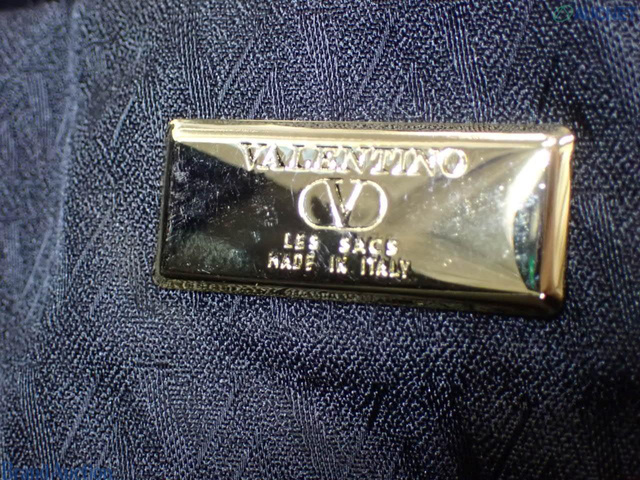 VALENTINO
V
LES SACS
MADE IN ITALY